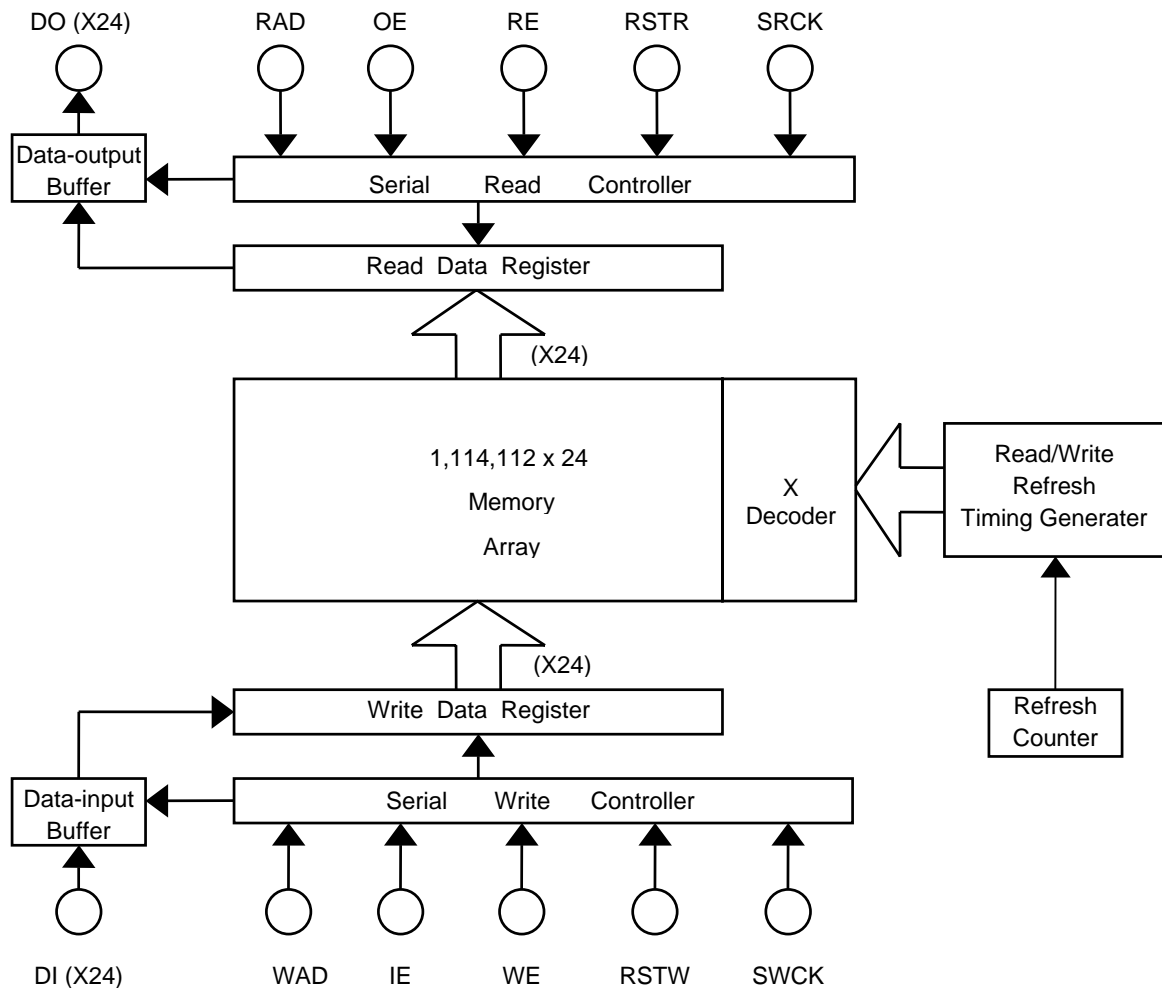 DO (X24) RAD OE RE RSTR SRCK
Data-output
Buffer
Serial Read Controller
Read Data Register
(X24)
1,114,112 x 24
Memory
Array
X
Decoder
Read/Write
Refresh
Timing Generater
(X24)
Write Data Register
Refresh
Counter
Data-input
Buffer
Serial Write Controller
DI (X24) WAD IE WE RSTW SWCK